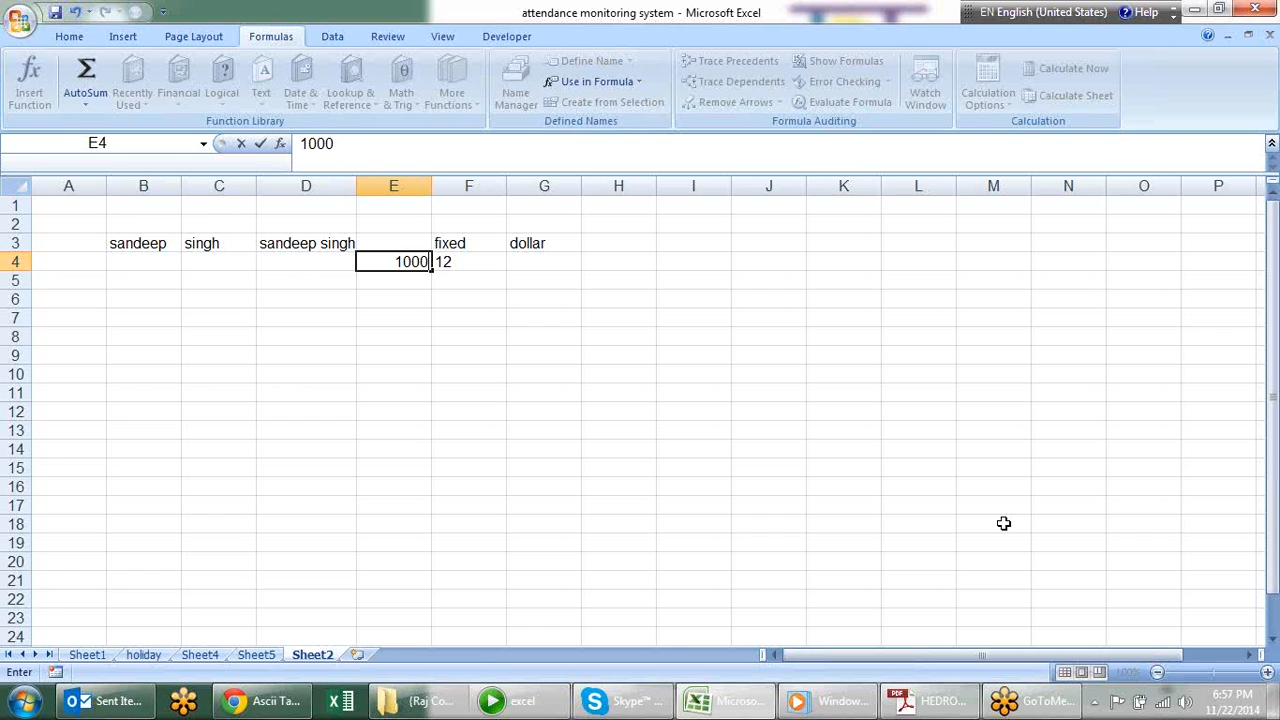 attendance monitoring system - Microsoft Excel
EN English (United States)
Help
Home Insert Page Layout Formulas Data Review View Developer
Insert Function
AutoSum
Recently Used
Financial
Logical
Text
Date & Time
Lookup & Reference
Math & Trig
More Functions
Function Library
Name Manager
Define Name
Use in Formula
Create from Selection
Defined Names
Trace Precedents
Trace Dependents
Remove Arrows
Show Formulas
Error Checking
Evaluate Formula
Watch Window
Formula Auditing
Calculation Options
Calculate Now
Calculate Sheet
Calculation
E4 fx 1000
A B C D E F G H I J K L M N O P
1
2
3 sandeep singh sandeep singh fixed dollar
4 1000 12
5
6
7
8
9
10
11
12
13
14
15
16
17
18
19
20
21
22
23
24
Sheet1 holiday Sheet4 Sheet5 Sheet2
Enter 100%
Sent Ite... Ascii Ta... (Raj Co... excel Skype™ ... Microso... Window... HEDRO... GoToMe...
6:57 PM
11/22/2014